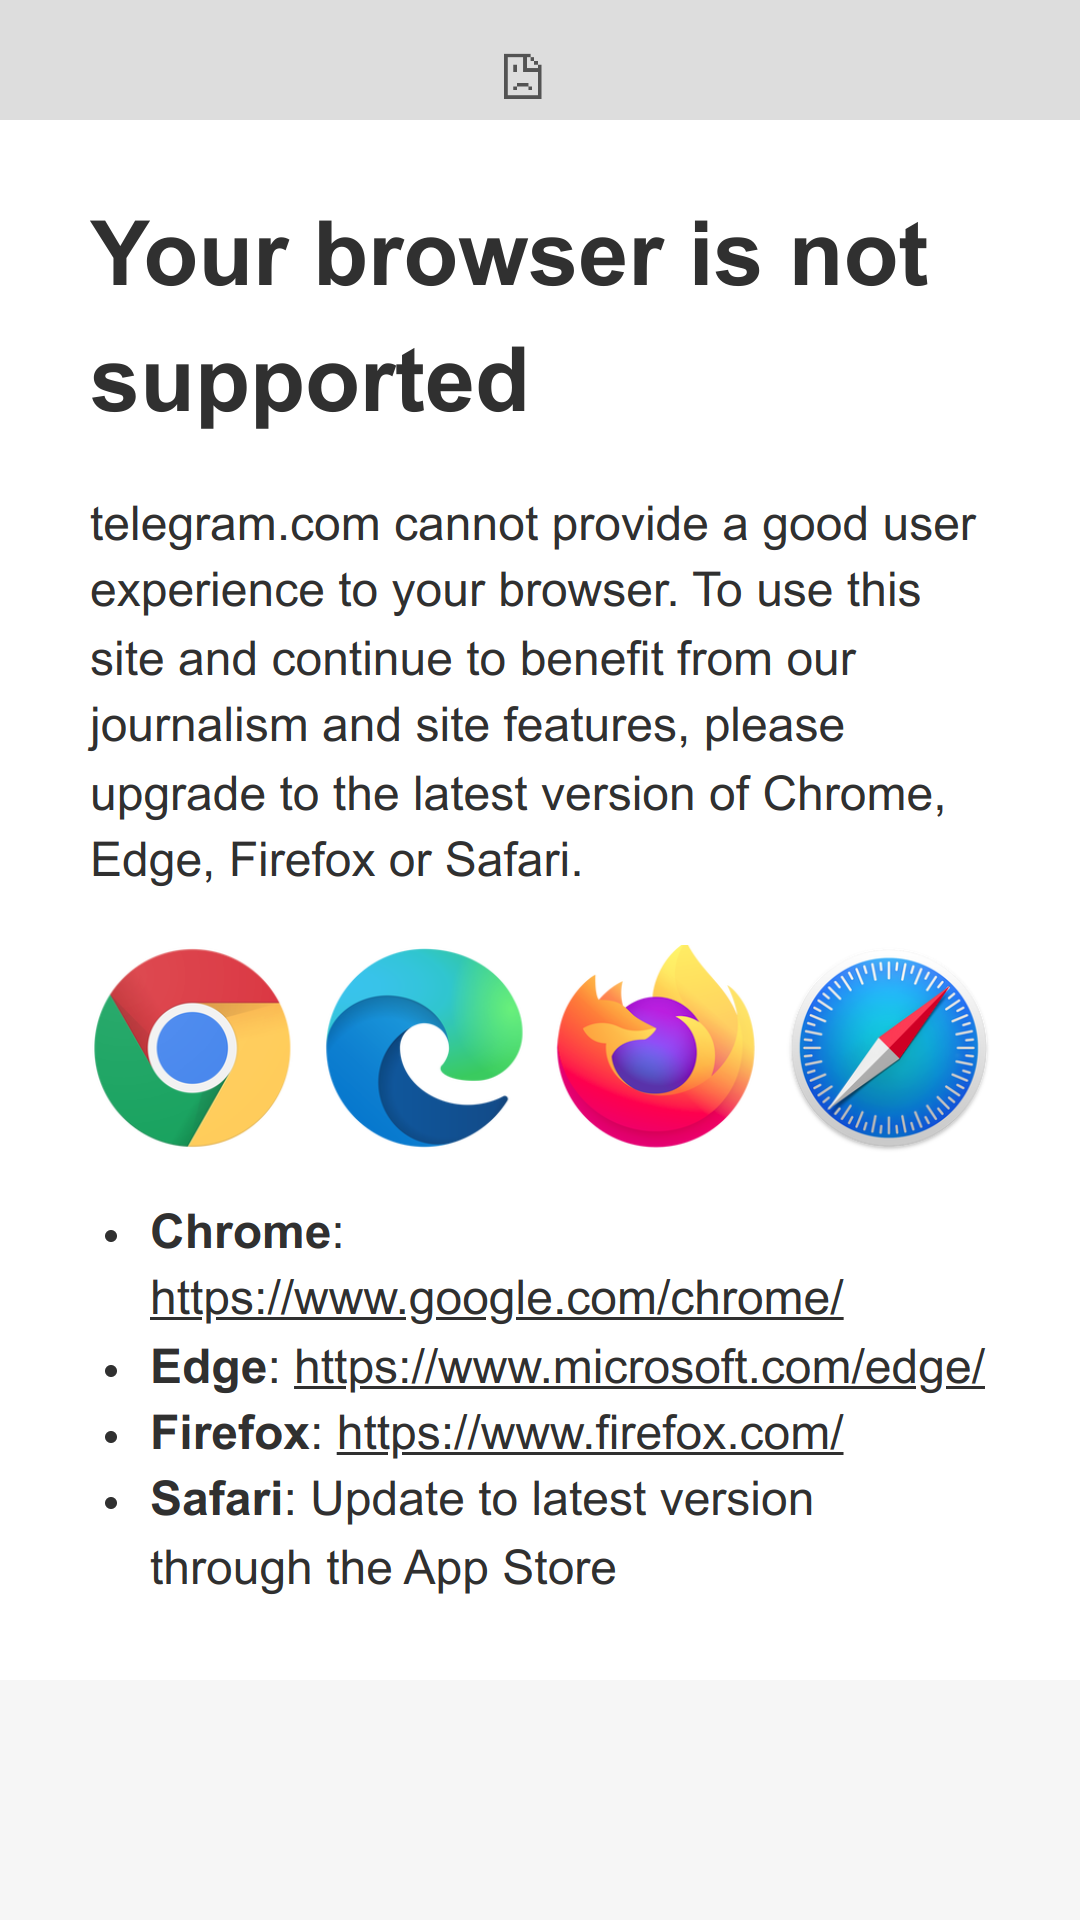 Your browser is not
supported
telegram.com cannot provide a good user
experience to your browser. To use this
site and continue to benefit from our
journalism and site features, please
upgrade to the latest version of Chrome,
Edge, Firefox or Safari.
• Chrome:
https://www.google.com/chrome/
• Edge: https://www.microsoft.com/edge/
• Firefox: https://www.firefox.com/
• Safari: Update to latest version
through the App Store